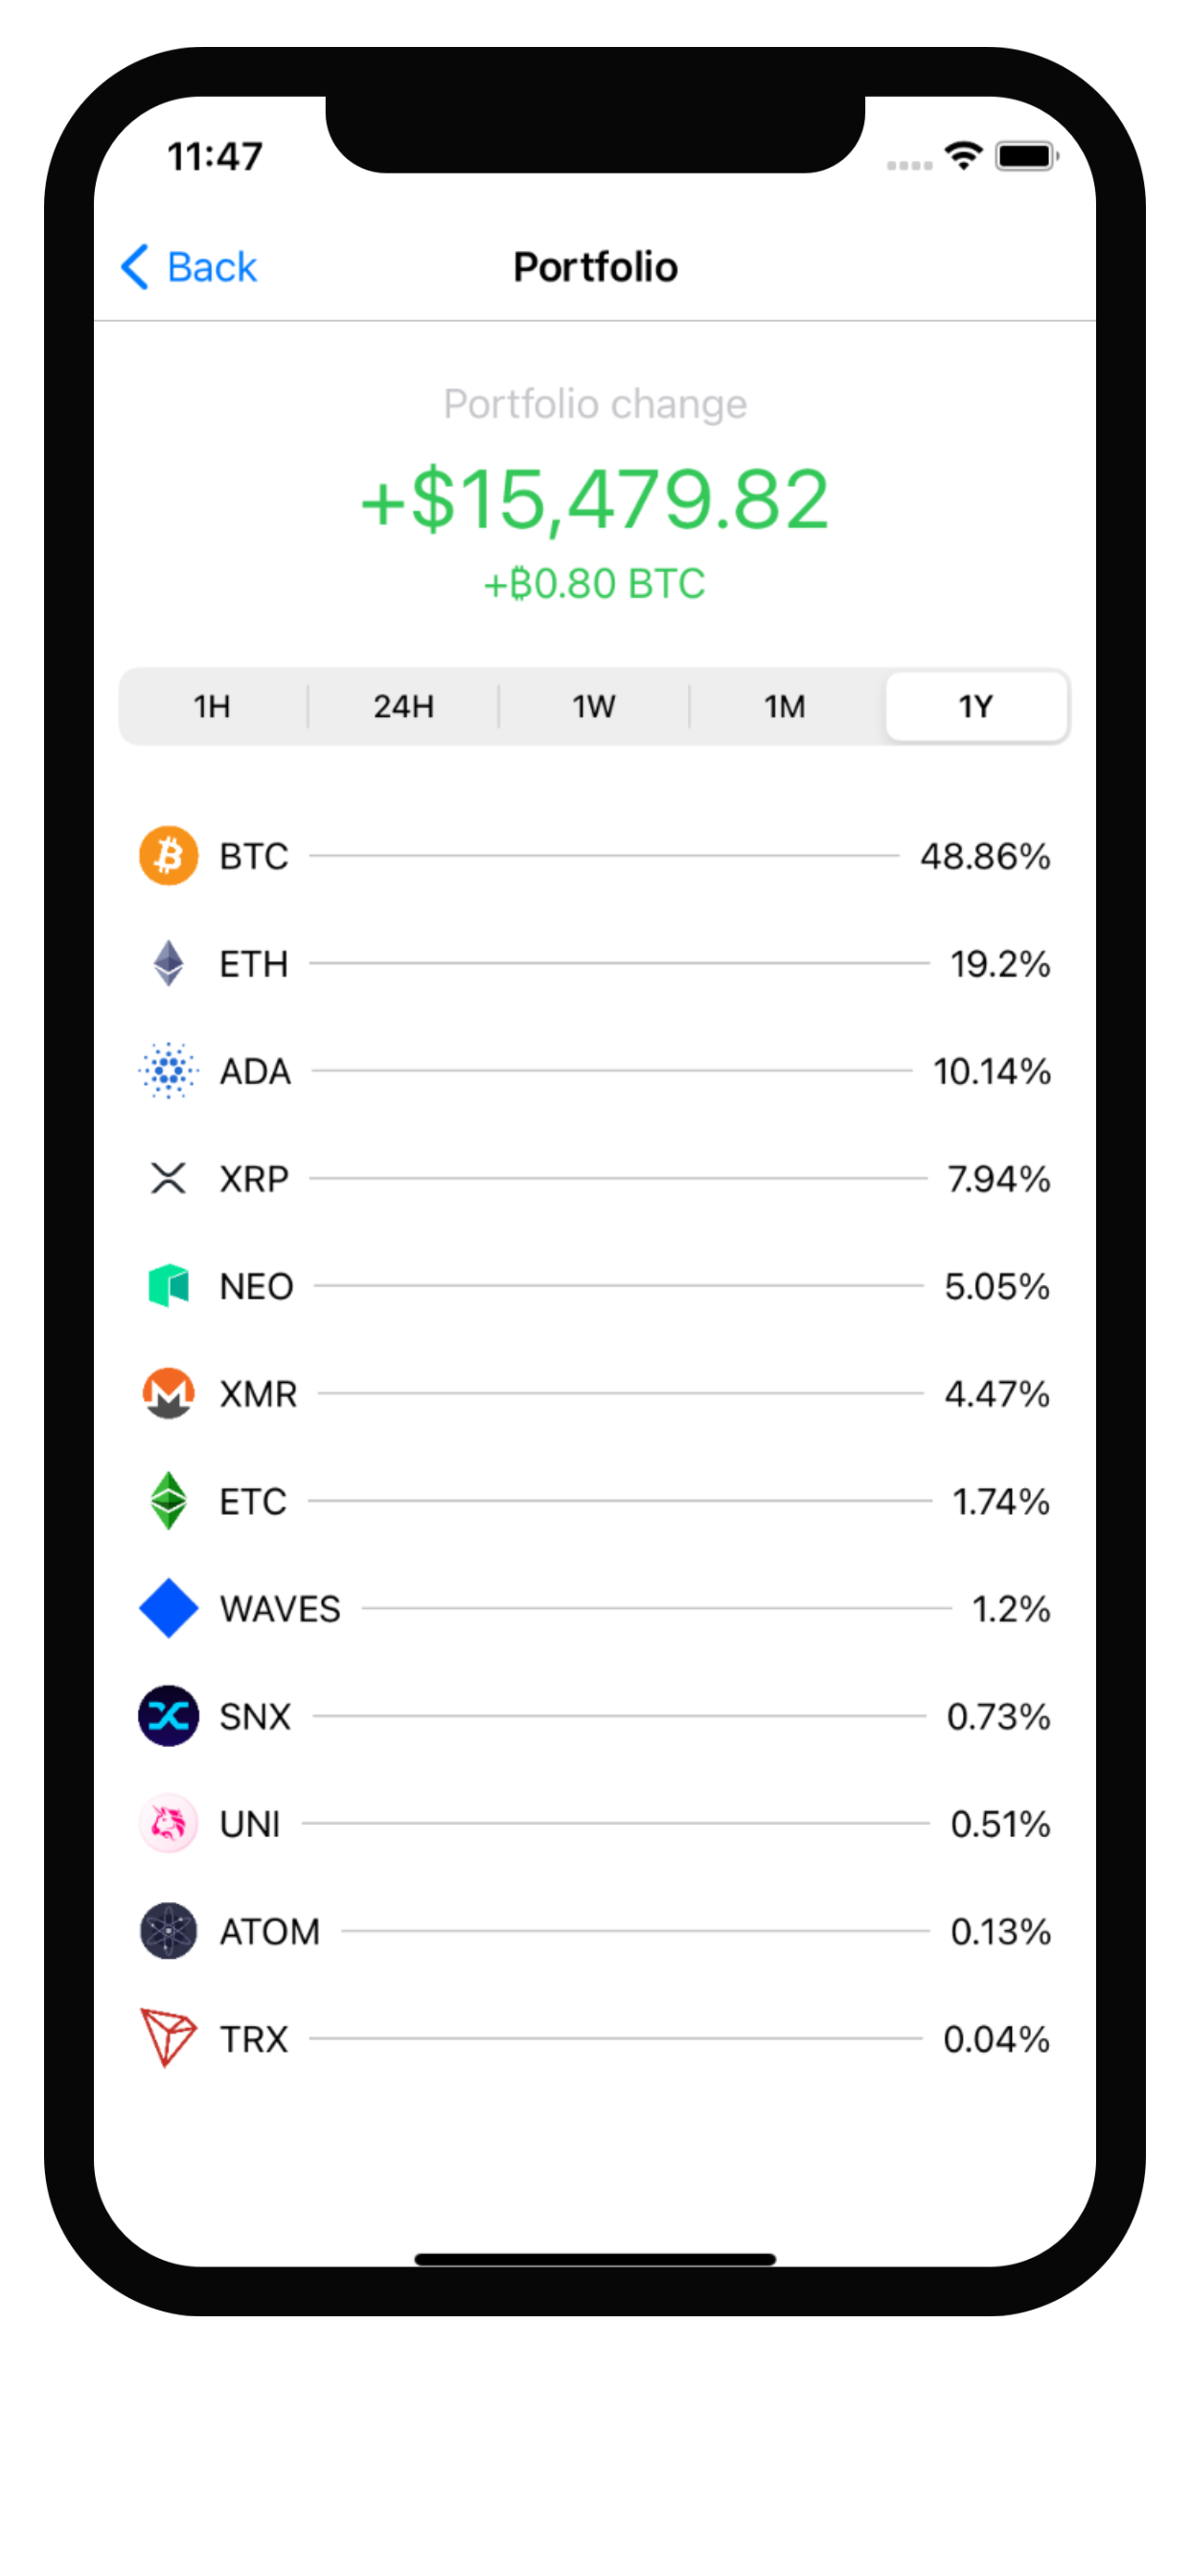 11:47
Back Portfolio
Portfolio change
+$15,479.82
+₿0.80 BTC
1H 24H 1W 1M 1Y
BTC 48.86%
ETH 19.2%
ADA 10.14%
XRP 7.94%
NEO 5.05%
XMR 4.47%
ETC 1.74%
WAVES 1.2%
SNX 0.73%
UNI 0.51%
ATOM 0.13%
TRX 0.04%